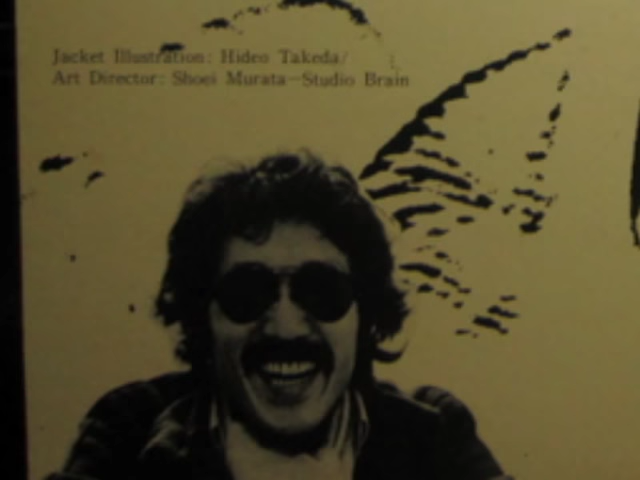 Jacket Illustration: Hideo Takeda/
Art Director: Shoei Murata—Studio Brain